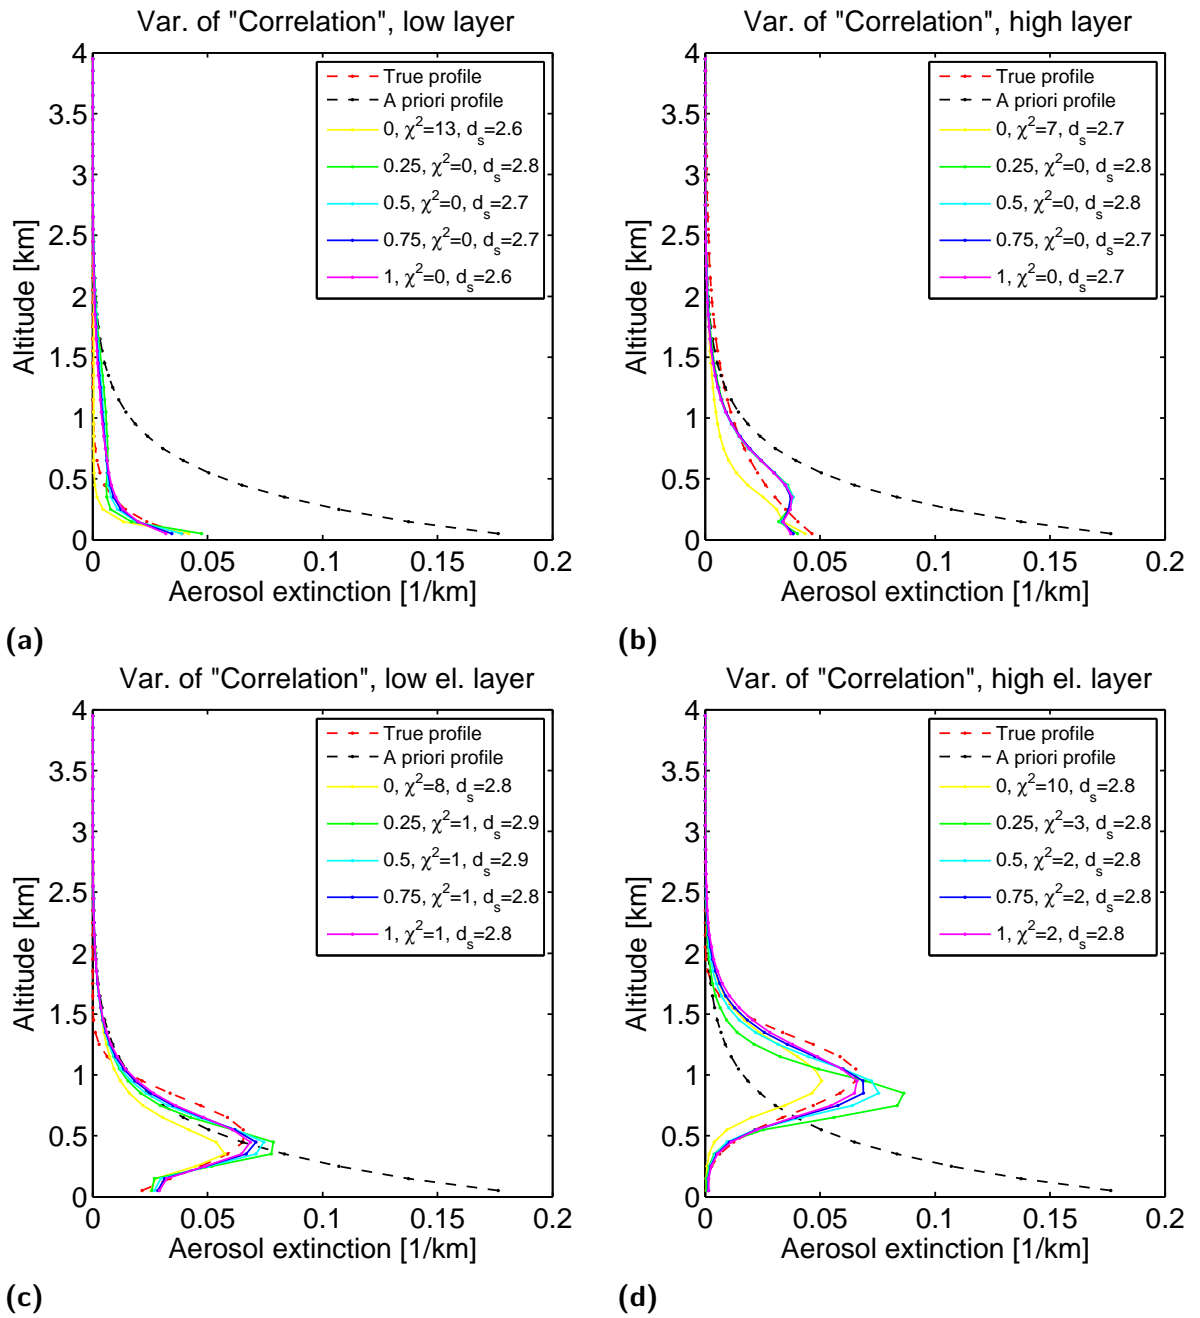 Var. of "Correlation", low layer
4
3.5
3
2.5
2
1.5
1
0.5
0
Altitude [km]
True profile
A priori profile
0, χ²=13, dₛ=2.6
0.25, χ²=0, dₛ=2.8
0.5, χ²=0, dₛ=2.7
0.75, χ²=0, dₛ=2.7
1, χ²=0, dₛ=2.6
0 0.05 0.1 0.15 0.2
Aerosol extinction [1/km]
(a)
Var. of "Correlation", high layer
4
3.5
3
2.5
2
1.5
1
0.5
0
Altitude [km]
True profile
A priori profile
0, χ²=7, dₛ=2.7
0.25, χ²=0, dₛ=2.8
0.5, χ²=0, dₛ=2.8
0.75, χ²=0, dₛ=2.7
1, χ²=0, dₛ=2.7
0 0.05 0.1 0.15 0.2
Aerosol extinction [1/km]
(b)
Var. of "Correlation", low el. layer
4
3.5
3
2.5
2
1.5
1
0.5
0
Altitude [km]
True profile
A priori profile
0, χ²=8, dₛ=2.8
0.25, χ²=1, dₛ=2.9
0.5, χ²=1, dₛ=2.9
0.75, χ²=1, dₛ=2.8
1, χ²=1, dₛ=2.8
0 0.05 0.1 0.15 0.2
Aerosol extinction [1/km]
(c)
Var. of "Correlation", high el. layer
4
3.5
3
2.5
2
1.5
1
0.5
0
Altitude [km]
True profile
A priori profile
0, χ²=10, dₛ=2.8
0.25, χ²=3, dₛ=2.8
0.5, χ²=2, dₛ=2.8
0.75, χ²=2, dₛ=2.8
1, χ²=2, dₛ=2.8
0 0.05 0.1 0.15 0.2
Aerosol extinction [1/km]
(d)